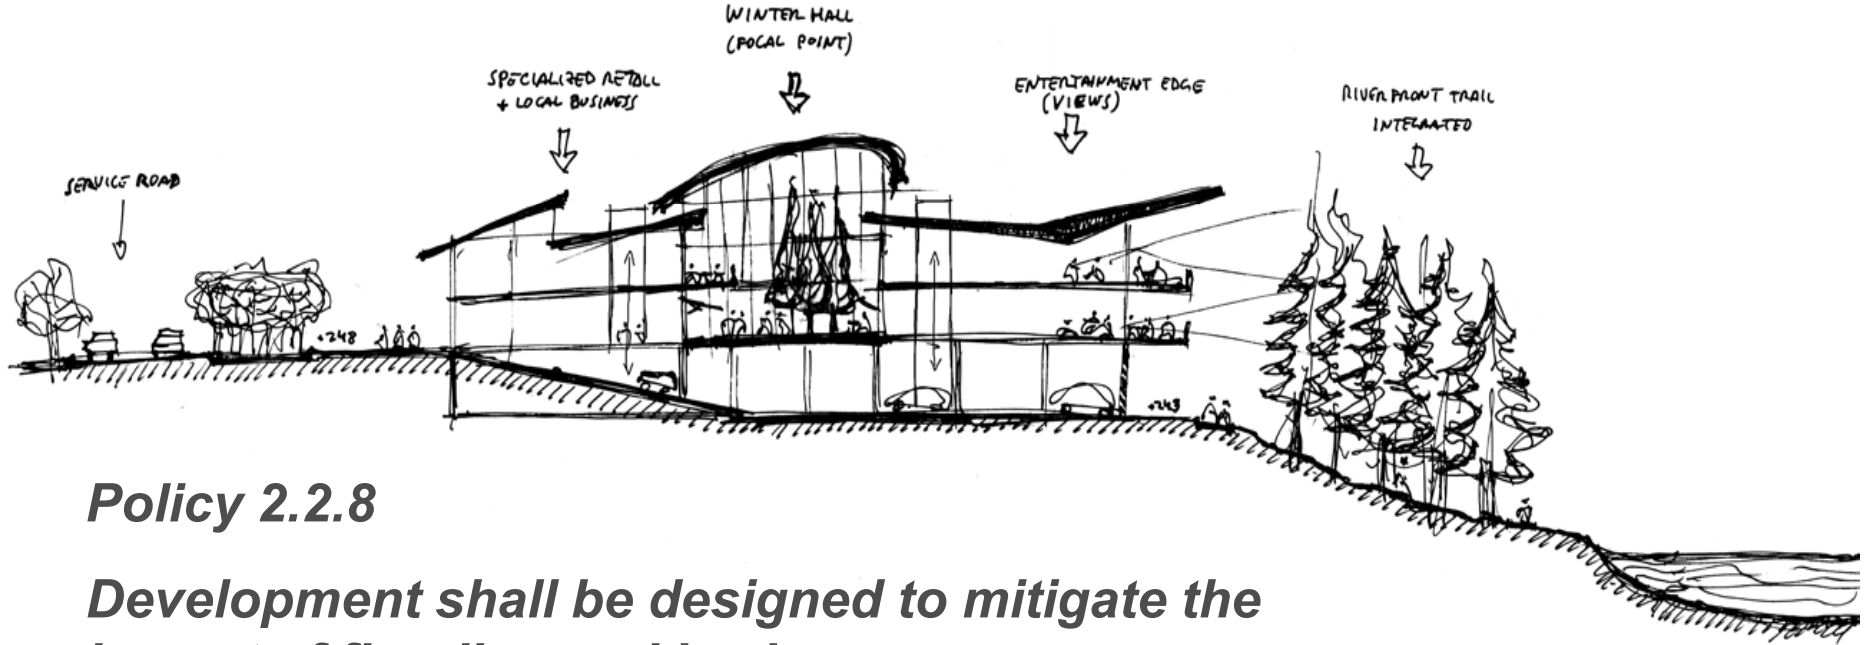 WINTER HALL
(FOCAL POINT)
SPECIALIZED RETAIL
+ LOCAL BUSINESS
ENTERTAINMENT EDGE
(VIEWS)
RIVERFRONT TRAIL
INTEGRATED
SERVICE ROAD
+248
+243
Policy 2.2.8
Development shall be designed to mitigate the